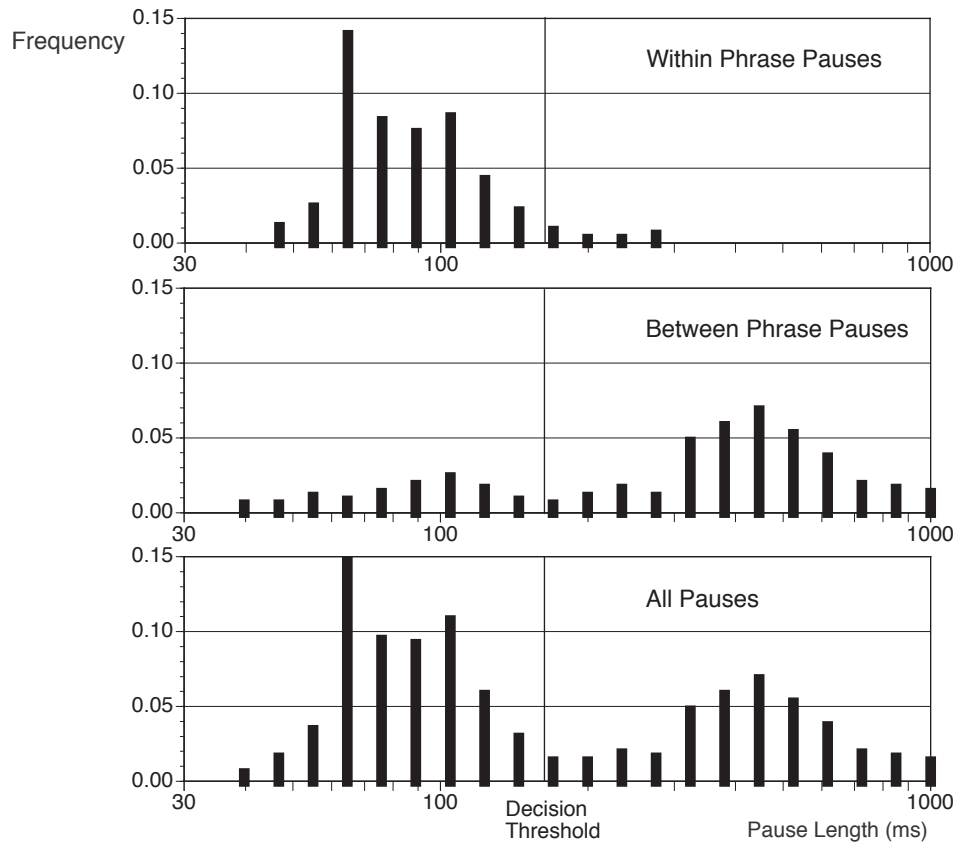 Frequency
0.15
Within Phrase Pauses
0.10
0.05
0.00
30 100 1000
0.15
Between Phrase Pauses
0.10
0.05
0.00
30 100 1000
0.15
All Pauses
0.10
0.05
0.00
30 100 1000
Decision
Threshold
Pause Length (ms)